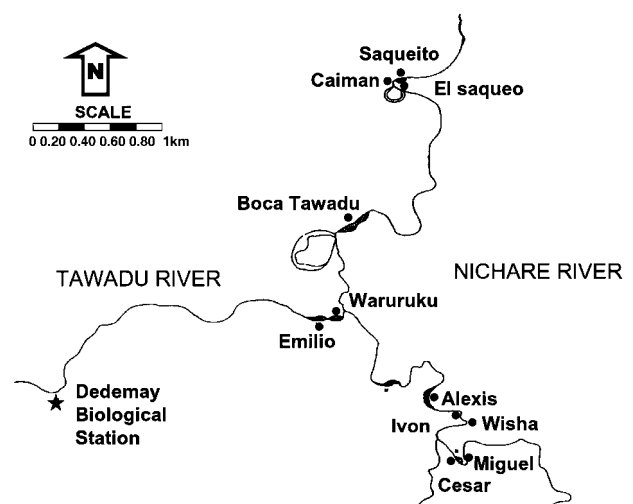 Saqueito
Caiman
El saqueo
N
SCALE
0 0.20 0.40 0.60 0.80 1km
Boca Tawadu
TAWADU RIVER
NICHARE RIVER
Waruruku
Emilio
Dedemay
Biological
Station
Alexis
Ivon
Wisha
Miguel
Cesar